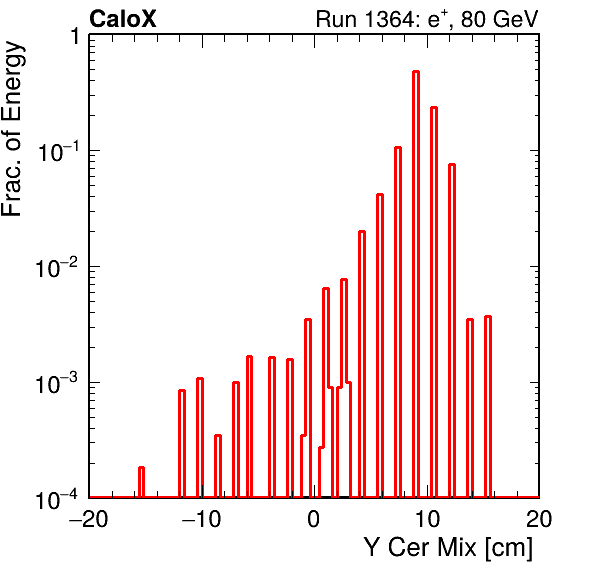 CaloX Run 1364: e⁺, 80 GeV
Frac. of Energy
1
10⁻¹
10⁻²
10⁻³
10⁻⁴
−20 −10 0 10 20
Y Cer Mix [cm]